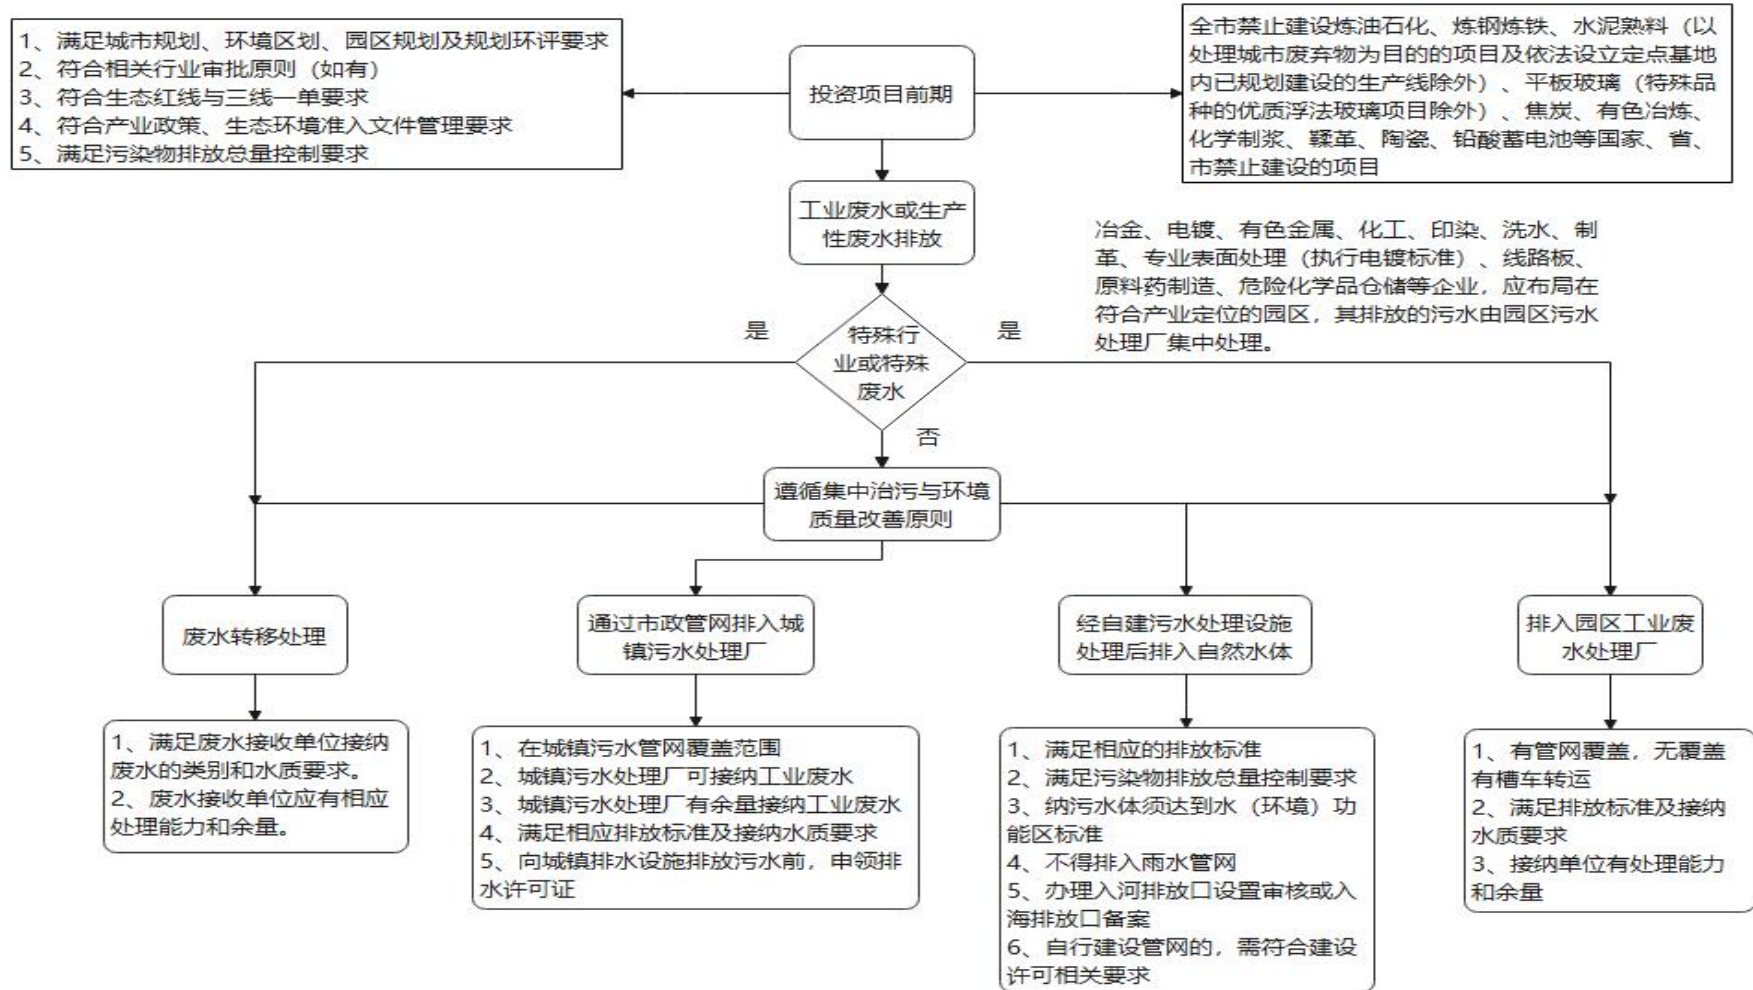 1、满足城市规划、环境区划、园区规划及规划环评要求
2、符合相关行业审批原则（如有）
3、符合生态红线与三线一单要求
4、符合产业政策、生态环境准入文件管理要求
5、满足污染物排放总量控制要求
投资项目前期
全市禁止建设炼油石化、炼钢炼铁、水泥熟料（以
处理城市废弃物为目的的项目及依法设立定点基地
内已规划建设的生产线除外）、平板玻璃（特殊品
种的优质浮法玻璃项目除外）、焦炭、有色冶炼、
化学制浆、鞣革、陶瓷、铅酸蓄电池等国家、省、
市禁止建设的项目
工业废水或生产
性废水排放
冶金、电镀、有色金属、化工、印染、洗水、制
革、专业表面处理（执行电镀标准）、线路板、
原料药制造、危险化学品仓储等企业，应布局在
符合产业定位的园区，其排放的污水由园区污水
处理厂集中处理。
是
特殊行
业或特殊
废水
是
否
遵循集中治污与环境
质量改善原则
废水转移处理
通过市政管网排入城
镇污水处理厂
经自建污水处理设施
处理后排入自然水体
排入园区工业废
水处理厂
1、满足废水接收单位接纳
废水的类别和水质要求。
2、废水接收单位应有相应
处理能力和余量。
1、在城镇污水管网覆盖范围
2、城镇污水处理厂可接纳工业废水
3、城镇污水处理厂有余量接纳工业废水
4、满足相应排放标准及接纳水质要求
5、向城镇排水设施排放污水前，申领排
水许可证
1、满足相应的排放标准
2、满足污染物排放总量控制要求
3、纳污水体须达到水（环境）功
能区标准
4、不得排入雨水管网
5、办理入河排放口设置审核或入
海排放口备案
6、自行建设管网的，需符合建设
许可相关要求
1、有管网覆盖，无覆盖
有槽车转运
2、满足排放标准及接纳
水质要求
3、接纳单位有处理能力
和余量